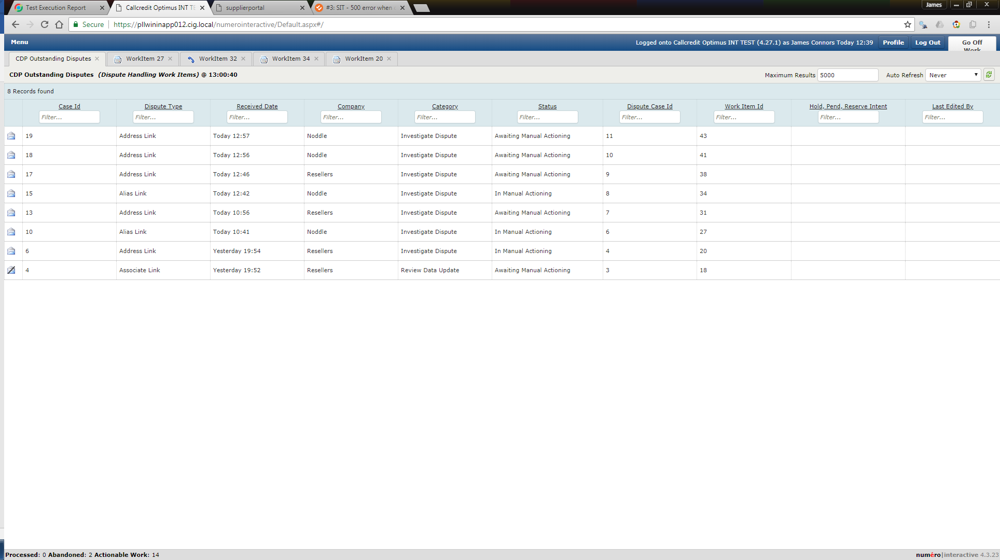 James
Test Execution Report
Callcredit Optimus INT TE
supplierportal
#3: SIT - 500 error when
Secure
https://pllwininapp012.cig.local/numerointeractive/Default.aspx#/
Menu
Logged onto Callcredit Optimus INT TEST (4.27.1) as James Connors Today 12:39
Profile
Log Out
Go Off Work
CDP Outstanding Disputes
WorkItem 27
WorkItem 32
WorkItem 34
WorkItem 20
CDP Outstanding Disputes (Dispute Handling Work Items) @ 13:00:40
Maximum Results 5000 Auto Refresh Never
8 Records found
Case Id Dispute Type Received Date Company Category Status Dispute Case Id Work Item Id Hold, Pend, Reserve Intent Last Edited By
Filter... Filter... Filter... Filter... Filter... Filter... Filter... Filter... Filter... Filter...
19 Address Link Today 12:57 Noddle Investigate Dispute Awaiting Manual Actioning 11 43
18 Address Link Today 12:56 Noddle Investigate Dispute Awaiting Manual Actioning 10 41
17 Address Link Today 12:46 Resellers Investigate Dispute Awaiting Manual Actioning 9 38
15 Alias Link Today 12:42 Noddle Investigate Dispute In Manual Actioning 8 34
13 Address Link Today 10:56 Resellers Investigate Dispute Awaiting Manual Actioning 7 31
10 Alias Link Today 10:41 Noddle Investigate Dispute In Manual Actioning 6 27
6 Address Link Yesterday 19:54 Resellers Investigate Dispute In Manual Actioning 4 20
4 Associate Link Yesterday 19:52 Resellers Review Data Update Awaiting Manual Actioning 3 18
Processed: 0 Abandoned: 2 Actionable Work: 14
numéro|interactive 4.3.23